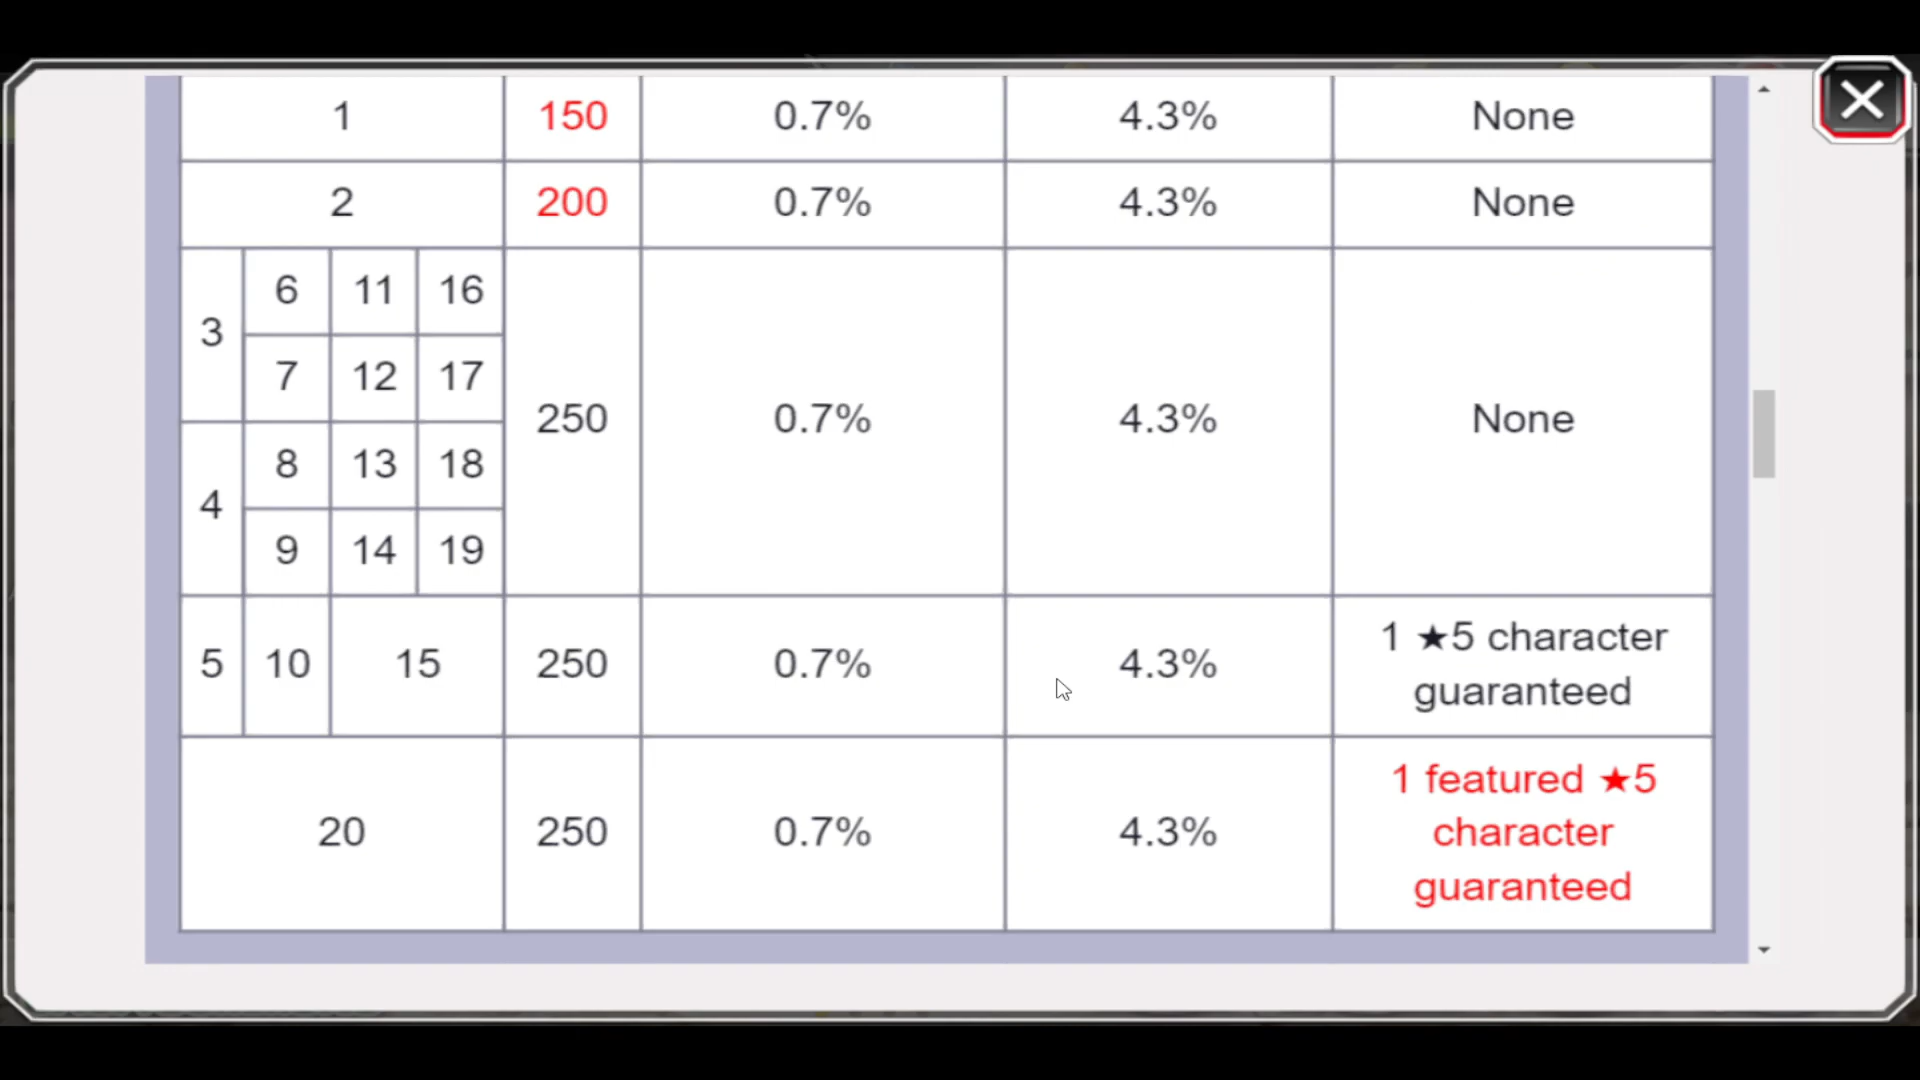 1 150 0.7% 4.3% None
2 200 0.7% 4.3% None
3 6 11 16
7 12 17
250 0.7% 4.3% None
4 8 13 18
9 14 19
5 10 15 250 0.7% 4.3% 1 ★5 character
guaranteed
20 250 0.7% 4.3% 1 featured ★5
character
guaranteed